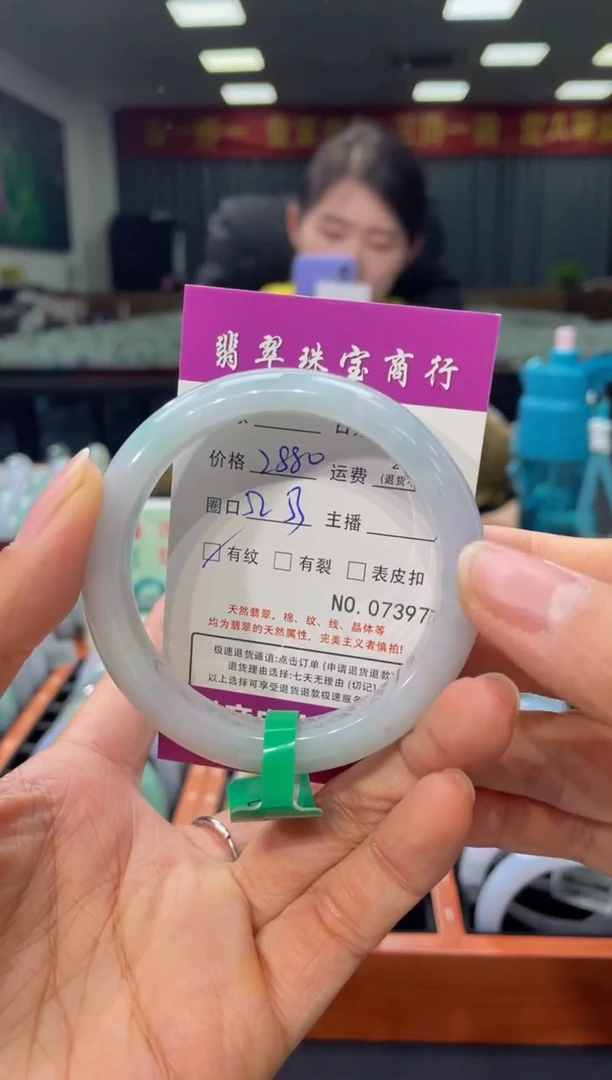 翡翠珠宝商行
价格 2880 运费
(退货
圈口 主播
有纹 有裂 表皮扣
NO.07397
天然翡翠，棉、纹、线、晶体等
均为翡翠的天然属性，完美主义者慎拍!
极速退货通道:点击订单(申请退货退款
退货理由选择:七天无理由(切记)
以上选择可享受退货退款极速服务